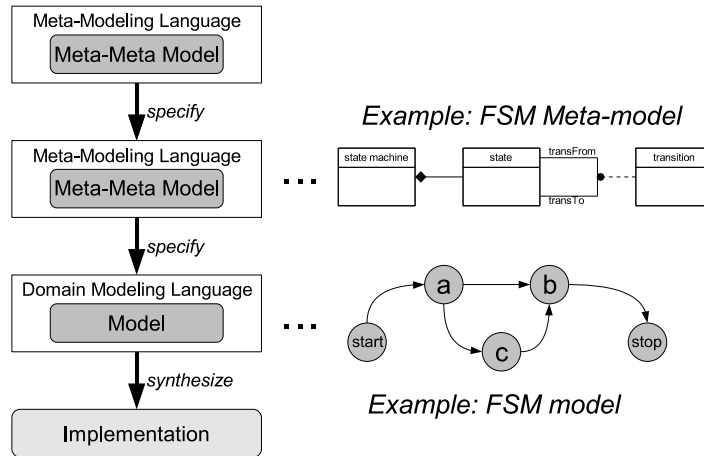 Meta-Modeling Language
Meta-Meta Model
specify
Example: FSM Meta-model
Meta-Modeling Language
Meta-Meta Model
...
state machine
state
transFrom
transTo
transition
specify
Domain Modeling Language
Model
...
start
a
b
c
stop
synthesize
Example: FSM model
Implementation